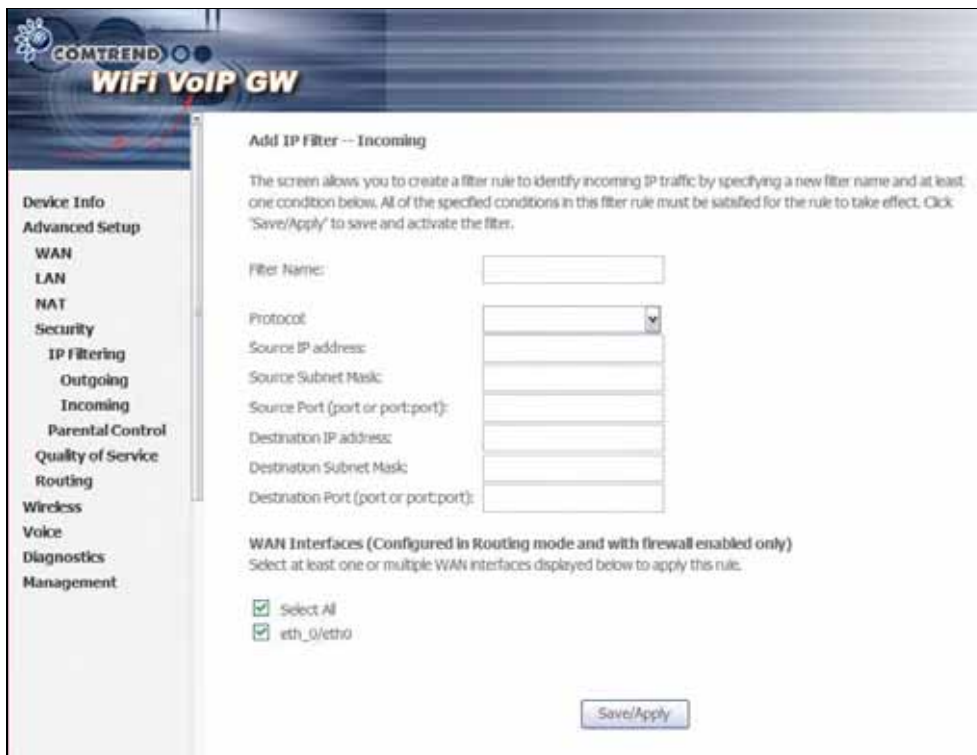 COMTREND
WiFi VoIP GW
Device Info
Advanced Setup
WAN
LAN
NAT
Security
IP Filtering
Outgoing
Incoming
Parental Control
Quality of Service
Routing
Wireless
Voice
Diagnostics
Management
Add IP Filter -- Incoming
The screen allows you to create a filter rule to identify incoming IP traffic by specifying a new filter name and at least
one condition below. All of the specified conditions in this filter rule must be satisfied for the rule to take effect. Click
'Save/Apply' to save and activate the filter.
Filter Name:
Protocol:
Source IP address:
Source Subnet Mask:
Source Port (port or port:port):
Destination IP address:
Destination Subnet Mask:
Destination Port (port or port:port):
WAN Interfaces (Configured in Routing mode and with firewall enabled only)
Select at least one or multiple WAN interfaces displayed below to apply this rule.
Select All
eth_0/eth0
Save/Apply